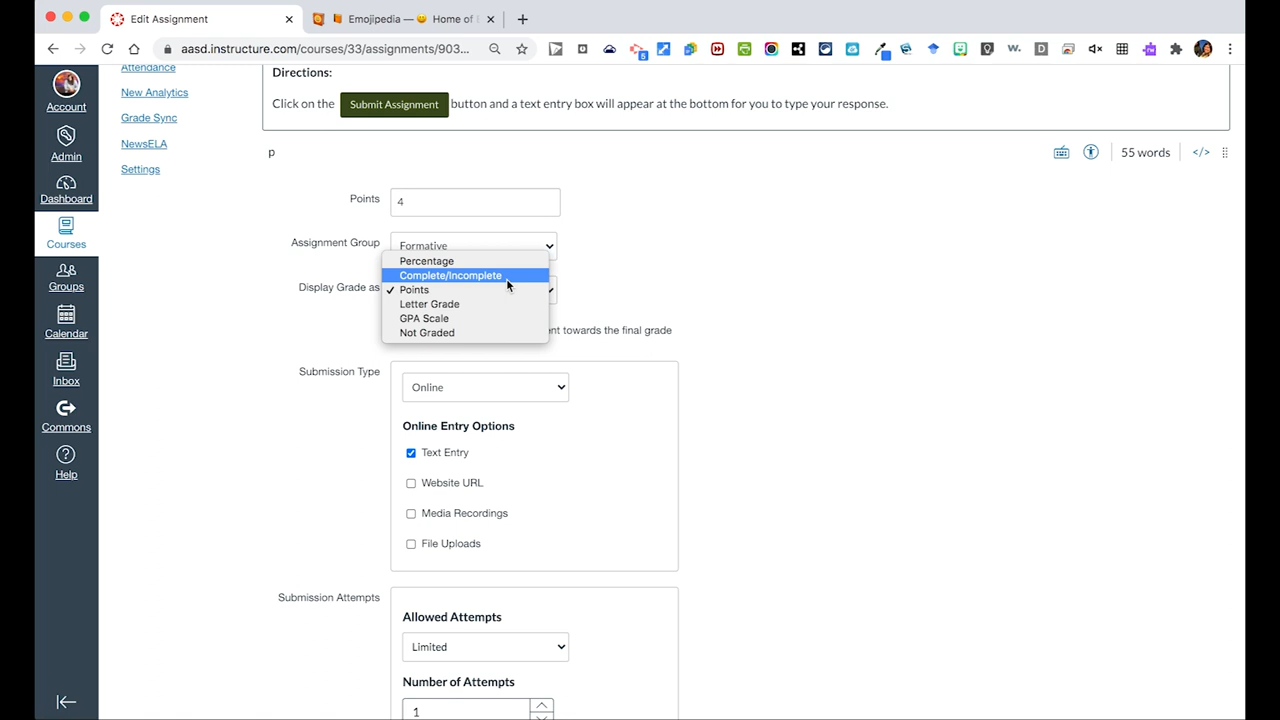 Edit Assignment
Emojipedia — 😀 Home of
aasd.instructure.com/courses/33/assignments/903...
Attendance
New Analytics
Grade Sync
NewsELA
Settings
Account
Admin
Dashboard
Courses
Groups
Calendar
Inbox
Commons
Help
Directions:
Click on the Submit Assignment button and a text entry box will appear at the bottom for you to type your response.
p
55 words
</>
Points
4
Assignment Group
Formative
Display Grade as
Percentage
Complete/Incomplete
✓ Points
Letter Grade
GPA Scale
Not Graded
towards the final grade
Submission Type
Online
Online Entry Options
Text Entry
Website URL
Media Recordings
File Uploads
Submission Attempts
Allowed Attempts
Limited
Number of Attempts
1